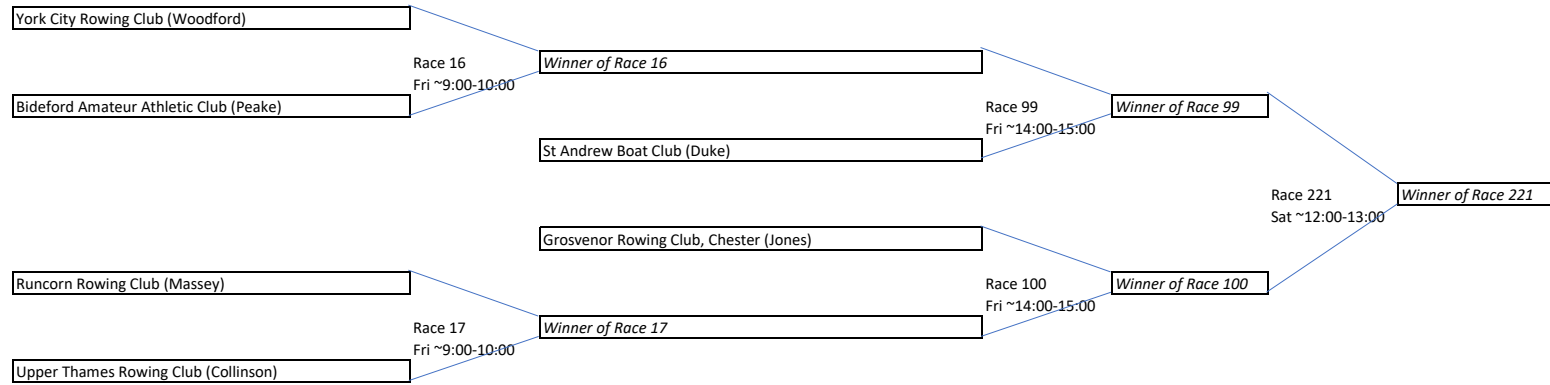 York City Rowing Club (Woodford)
Race 16
Winner of Race 16
Fri ~9:00-10:00
Bideford Amateur Athletic Club (Peake)
Race 99
Winner of Race 99
Fri ~14:00-15:00
St Andrew Boat Club (Duke)
Race 221
Winner of Race 221
Sat ~12:00-13:00
Grosvenor Rowing Club, Chester (Jones)
Runcorn Rowing Club (Massey)
Race 100
Winner of Race 100
Fri ~14:00-15:00
Race 17
Winner of Race 17
Fri ~9:00-10:00
Upper Thames Rowing Club (Collinson)